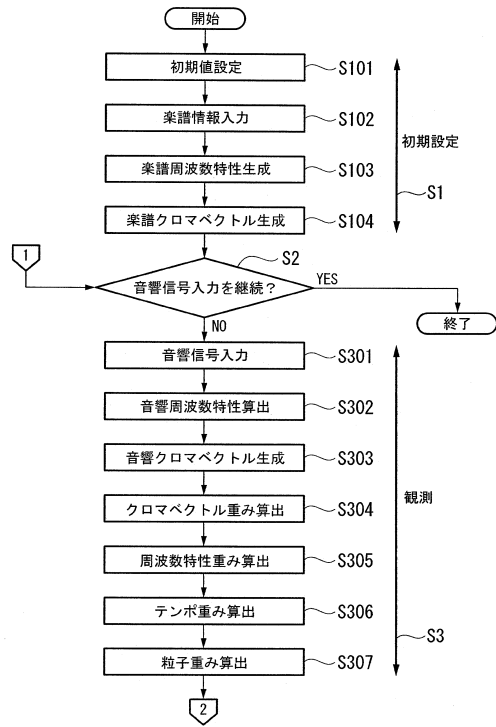 開始
初期値設定 S101
楽譜情報入力 S102
楽譜周波数特性生成 S103
楽譜クロマベクトル生成 S104
初期設定
S1
1
S2
音響信号入力を継続?
YES
終了
NO
音響信号入力 S301
音響周波数特性算出 S302
音響クロマベクトル生成 S303
クロマベクトル重み算出 S304
周波数特性重み算出 S305
テンポ重み算出 S306
粒子重み算出 S307
観測
S3
2